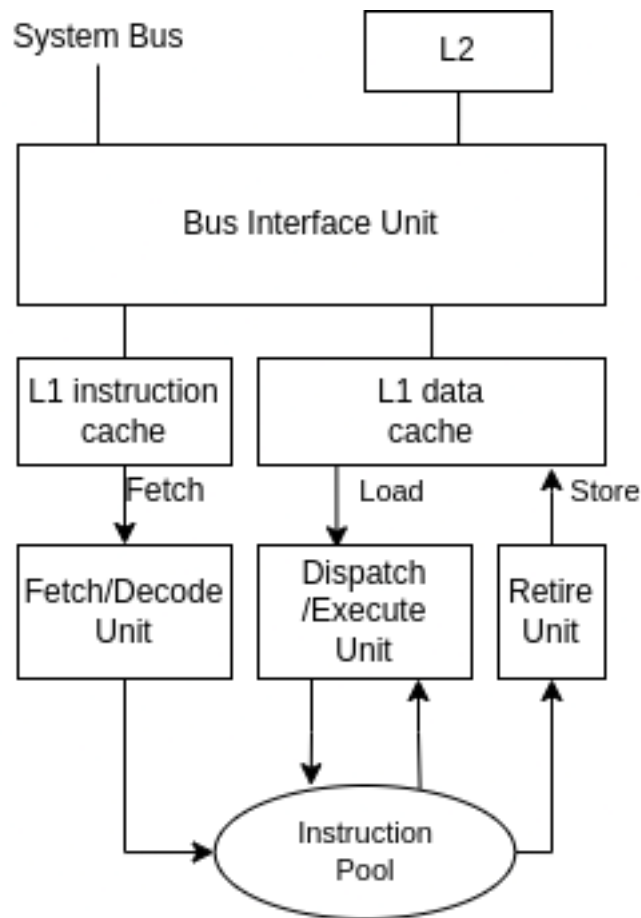 System Bus
L2
Bus Interface Unit
L1 instruction
cache
L1 data
cache
Fetch
Load
Store
Fetch/Decode
Unit
Dispatch
/Execute
Unit
Retire
Unit
Instruction
Pool